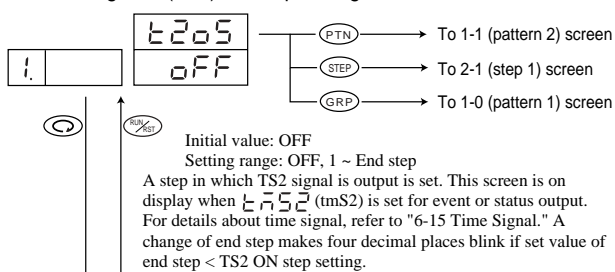 t2oS
PTN
To 1-1 (pattern 2) screen
1.
oFF
STEP
To 2-1 (step 1) screen
GRP
To 1-0 (pattern 1) screen
RUN/RST
Initial value: OFF
Setting range: OFF, 1 ~ End step
A step in which TS2 signal is output is set. This screen is on
display when tmS2 (tmS2) is set for event or status output.
For details about time signal, refer to "6-15 Time Signal." A
change of end step makes four decimal places blink if set value of
end step < TS2 ON step setting.